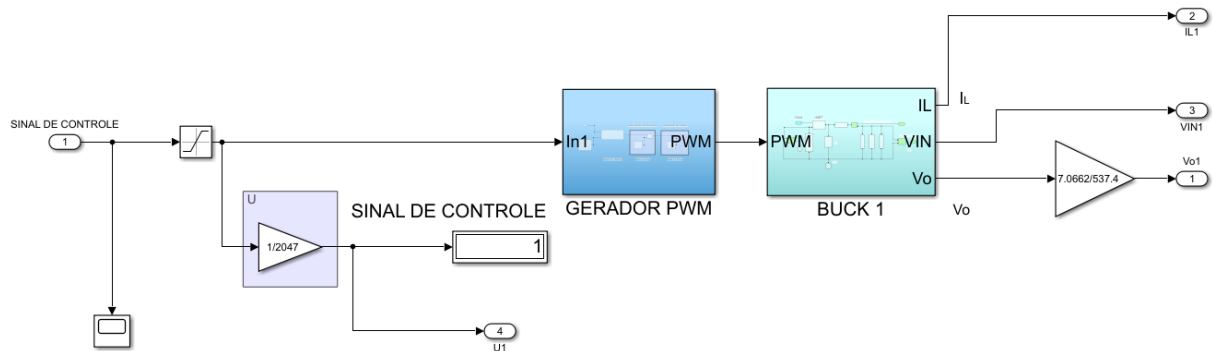 2
IL1
SINAL DE CONTROLE
1
IL
IL
3
VIN1
In1
PWM
PWM
VIN
Vo
Vo1
7.0662/537.4
1
GERADOR PWM
BUCK 1
Vo
U
SINAL DE CONTROLE
1/2047
1
4
U1